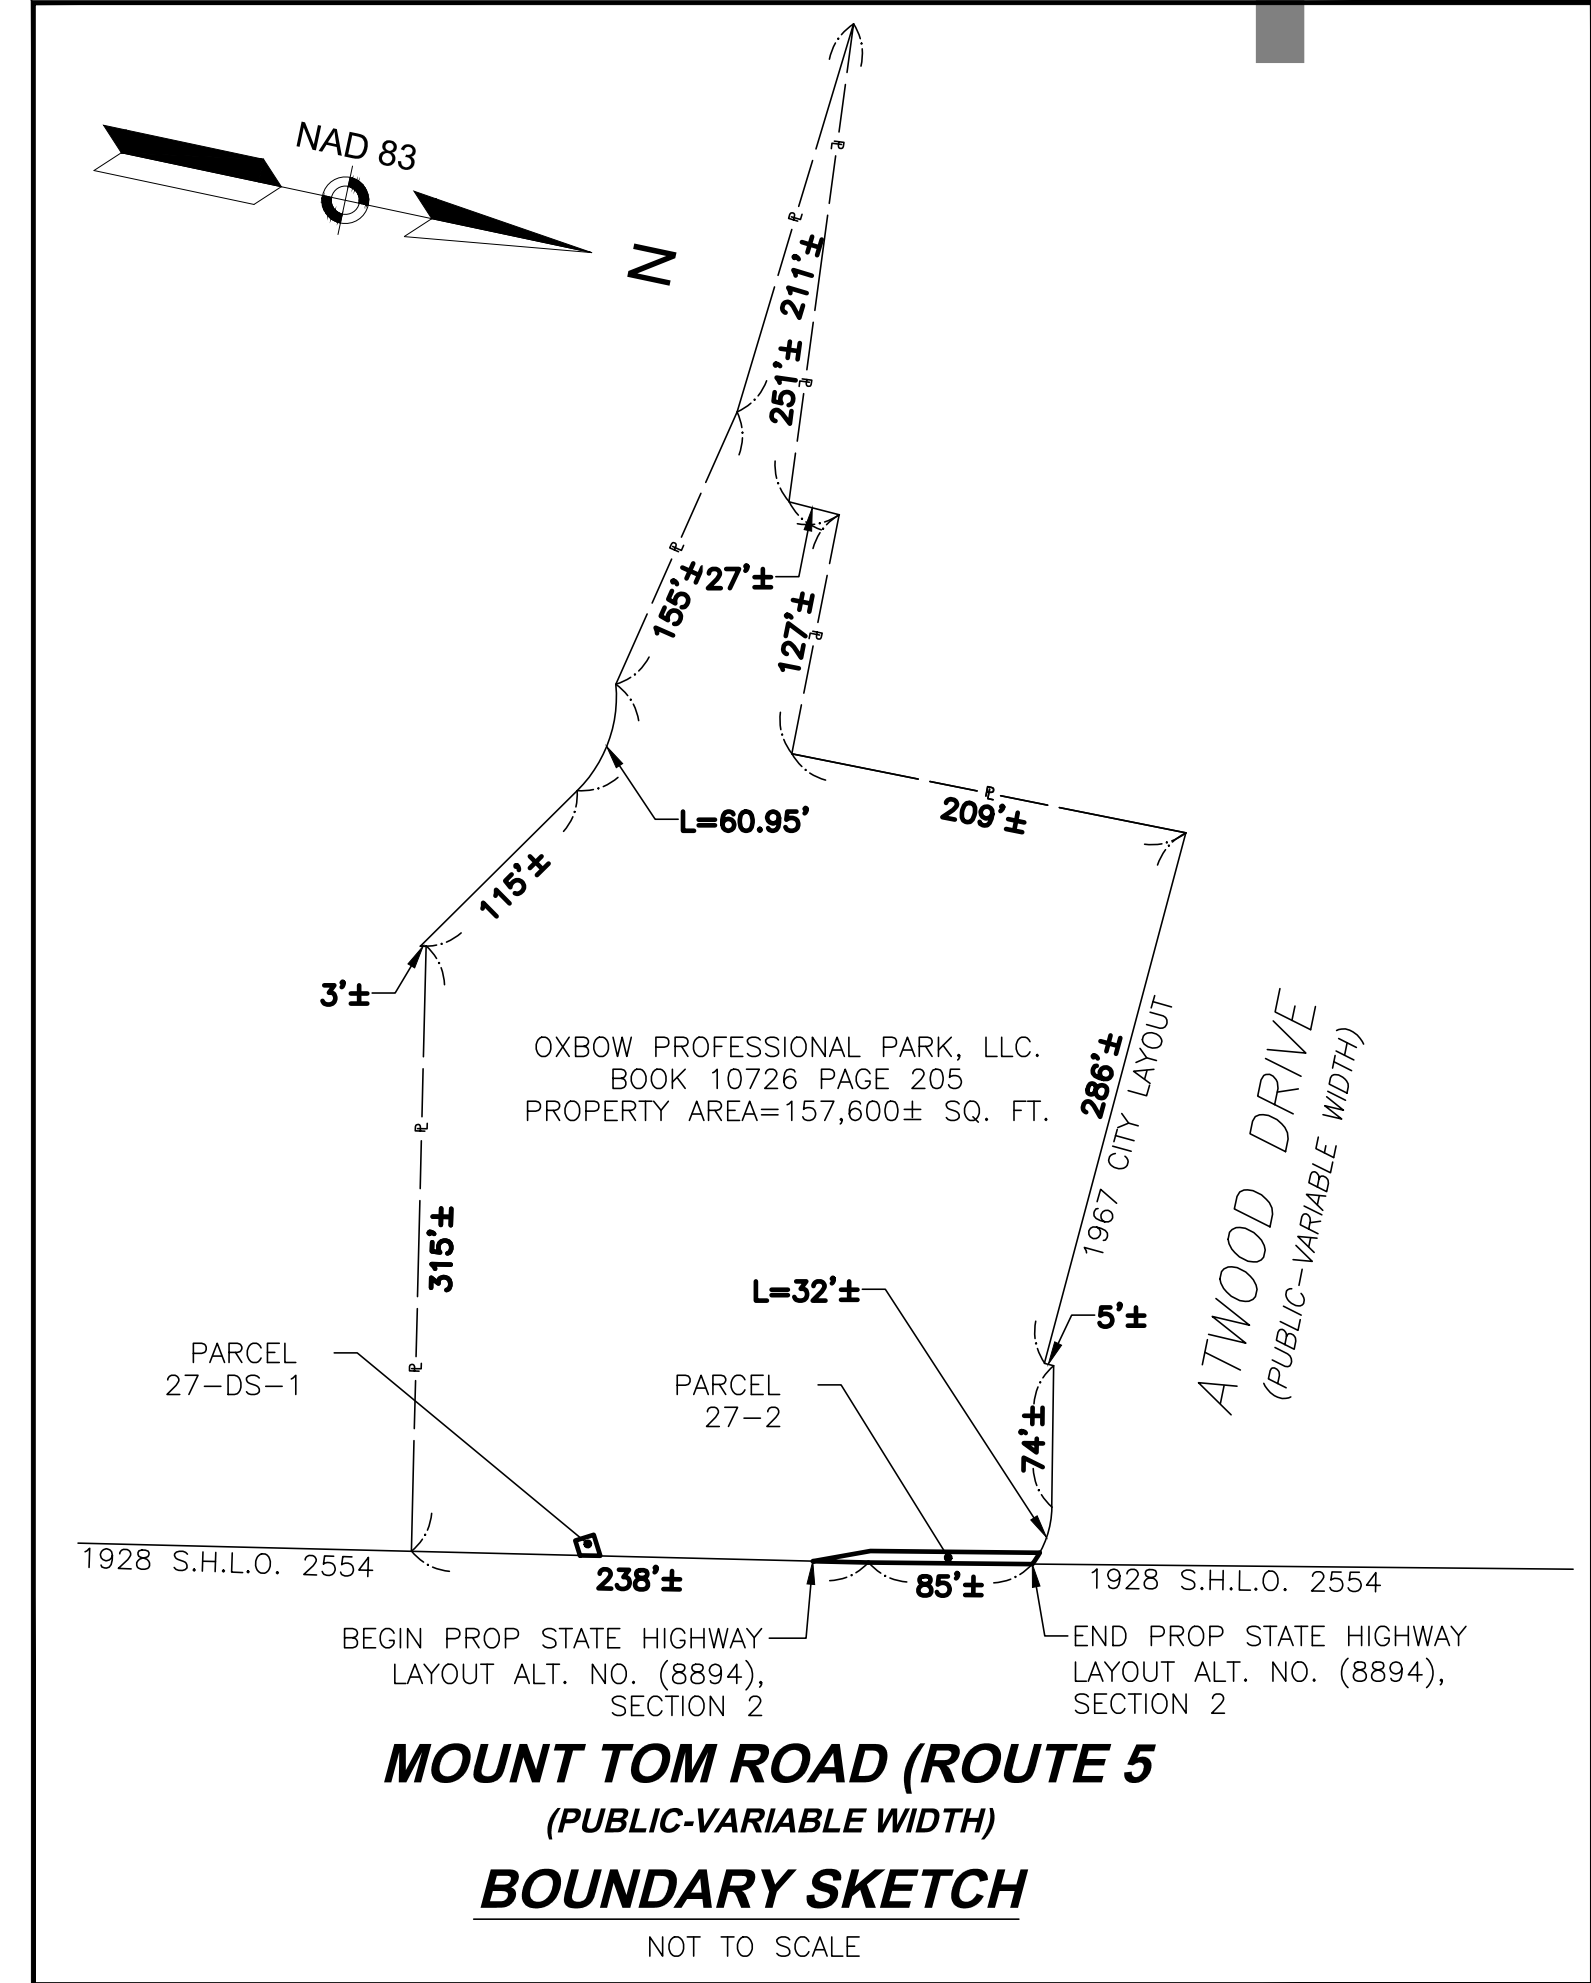 NAD 83
N
211'±
251'±
155'±
27'±
127'±
209'±
L=60.95'
115'±
3'±
OXBOW PROFESSIONAL PARK, LLC.
BOOK 10726 PAGE 205
PROPERTY AREA=157,600± SQ. FT.
286'±
1967 CITY LAYOUT
ATWOOD DRIVE
(PUBLIC-VARIABLE WIDTH)
315'±
L=32'±
5'±
PARCEL
27-DS-1
PARCEL
27-2
74'±
1928 S.H.L.O. 2554
238'±
85'±
1928 S.H.L.O. 2554
BEGIN PROP STATE HIGHWAY
LAYOUT ALT. NO. (8894),
SECTION 2
END PROP STATE HIGHWAY
LAYOUT ALT. NO. (8894),
SECTION 2
MOUNT TOM ROAD (ROUTE 5
(PUBLIC-VARIABLE WIDTH)
BOUNDARY SKETCH
NOT TO SCALE